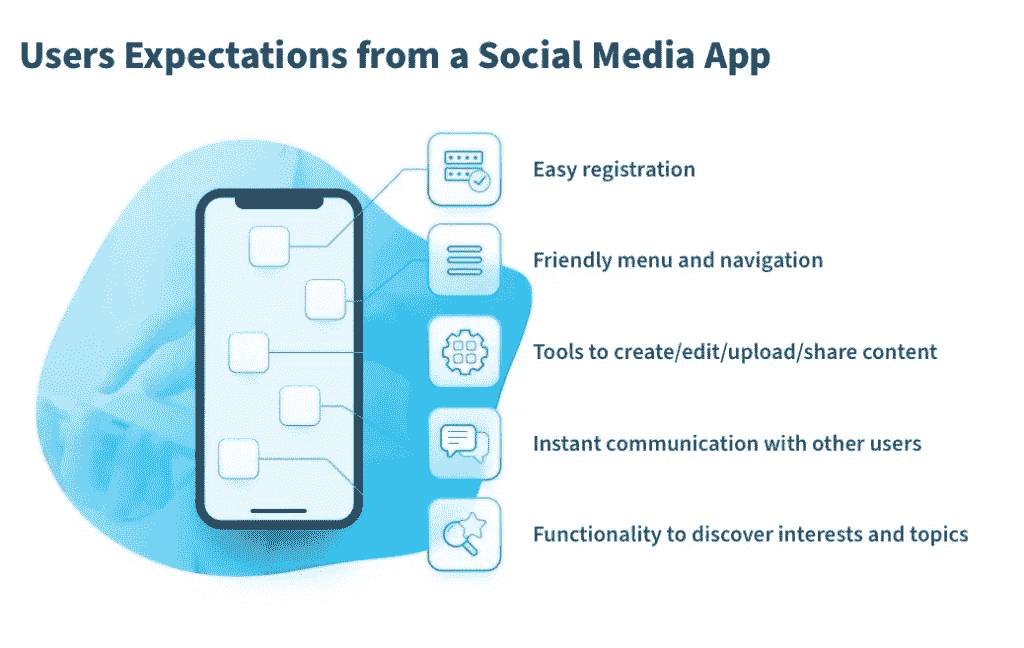 Users Expectations from a Social Media App
Easy registration
Friendly menu and navigation
Tools to create/edit/upload/share content
Instant communication with other users
Functionality to discover interests and topics